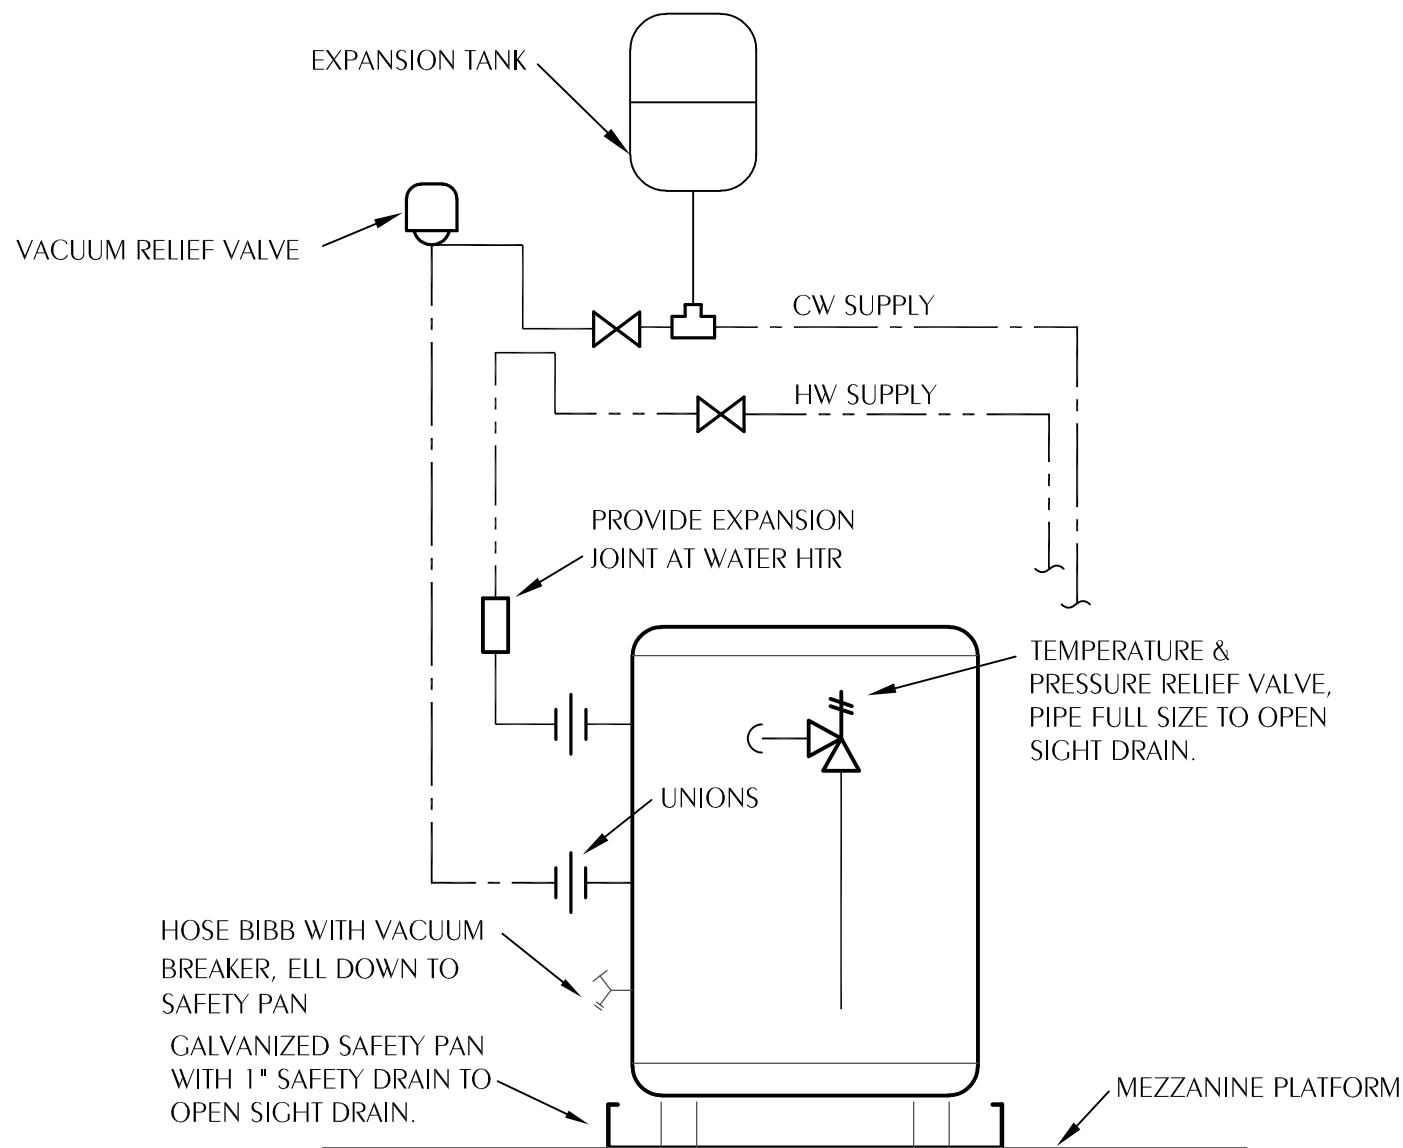 EXPANSION TANK
VACUUM RELIEF VALVE
CW SUPPLY
HW SUPPLY
PROVIDE EXPANSION
JOINT AT WATER HTR
TEMPERATURE &
PRESSURE RELIEF VALVE,
PIPE FULL SIZE TO OPEN
SIGHT DRAIN.
UNIONS
HOSE BIBB WITH VACUUM
BREAKER, ELL DOWN TO
SAFETY PAN
GALVANIZED SAFETY PAN
WITH 1" SAFETY DRAIN TO
OPEN SIGHT DRAIN.
MEZZANINE PLATFORM